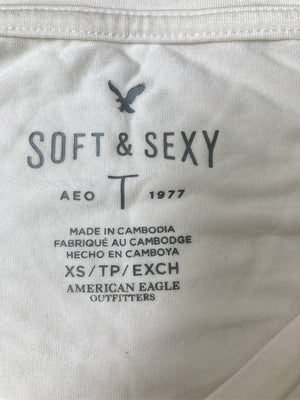 SOFT & SEXY
AEO T 1977
MADE IN CAMBODIA
FABRIQUÉ AU CAMBODGE
HECHO EN CAMBOYA
XS/TP/EXCH
AMERICAN EAGLE
OUTFITTERS